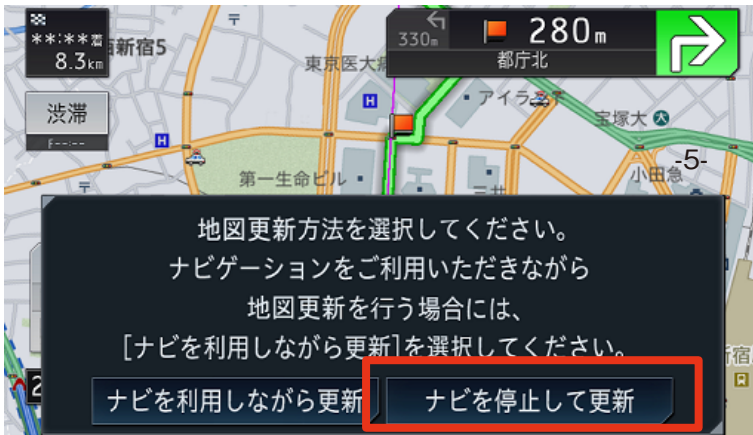 **:**着
8.3km
新宿5
330m
280m
都庁北
東京医大
渋滞
F--:--
アイラ
宝塚大
-5-
小田急
第一生命ビル
三井
地図更新方法を選択してください。
ナビゲーションをご利用いただきながら
地図更新を行う場合には、
[ナビを利用しながら更新]を選択してください。
ナビを利用しながら更新
ナビを停止して更新
2
宿